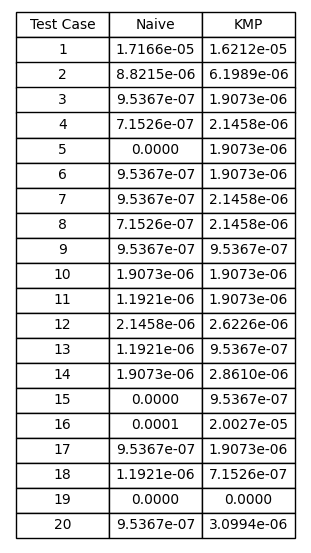 Test Case Naive KMP
1 1.7166e-05 1.6212e-05
2 8.8215e-06 6.1989e-06
3 9.5367e-07 1.9073e-06
4 7.1526e-07 2.1458e-06
5 0.0000 1.9073e-06
6 9.5367e-07 1.9073e-06
7 9.5367e-07 2.1458e-06
8 7.1526e-07 2.1458e-06
9 9.5367e-07 9.5367e-07
10 1.9073e-06 1.9073e-06
11 1.1921e-06 1.9073e-06
12 2.1458e-06 2.6226e-06
13 1.1921e-06 9.5367e-07
14 1.9073e-06 2.8610e-06
15 0.0000 9.5367e-07
16 0.0001 2.0027e-05
17 9.5367e-07 1.9073e-06
18 1.1921e-06 7.1526e-07
19 0.0000 0.0000
20 9.5367e-07 3.0994e-06